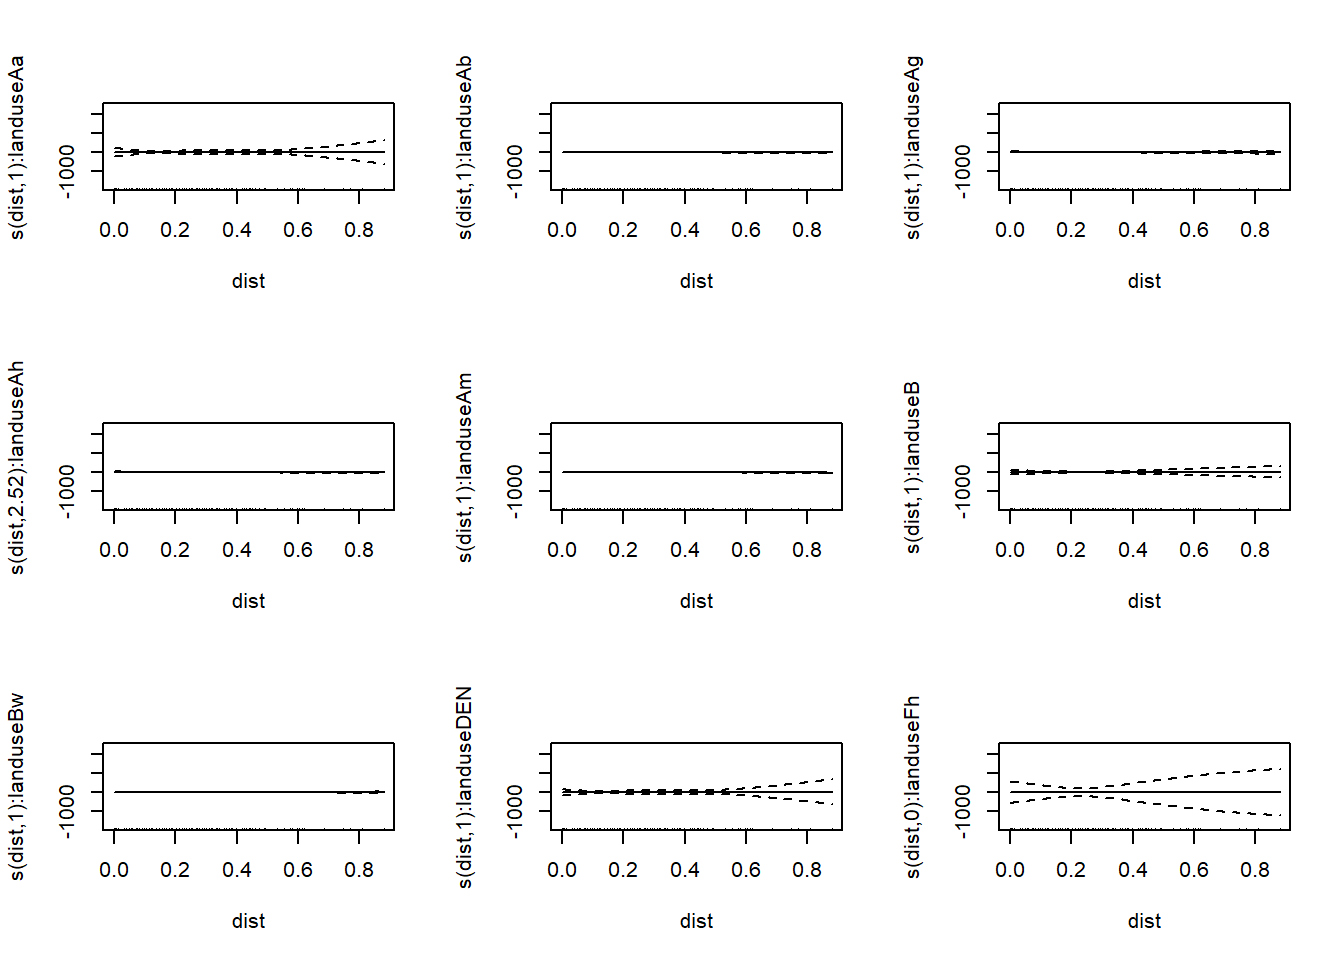 s(dist,1):landuseAa
-1000
0.0 0.2 0.4 0.6 0.8
dist
s(dist,1):landuseAb
-1000
0.0 0.2 0.4 0.6 0.8
dist
s(dist,1):landuseAg
-1000
0.0 0.2 0.4 0.6 0.8
dist
s(dist,2.52):landuseAh
-1000
0.0 0.2 0.4 0.6 0.8
dist
s(dist,1):landuseAm
-1000
0.0 0.2 0.4 0.6 0.8
dist
s(dist,1):landuseB
-1000
0.0 0.2 0.4 0.6 0.8
dist
s(dist,1):landuseBw
-1000
0.0 0.2 0.4 0.6 0.8
dist
s(dist,1):landuseDEN
-1000
0.0 0.2 0.4 0.6 0.8
dist
s(dist,0):landuseFh
-1000
0.0 0.2 0.4 0.6 0.8
dist